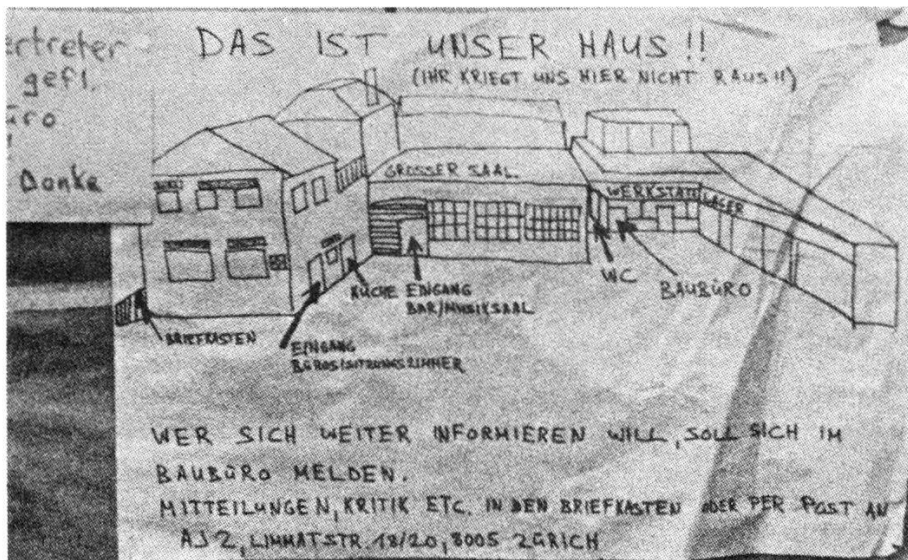 ertreter
gefl.
üro
Danke
DAS IST UNSER HAUS!!
(IHR KRIEGT UNS HIER NICHT RAUS!!)
GROSSER SAAL
WERKSTATT/LAGER
WC
BAUBÜRO
KÜCHE
EINGANG
BAR/MUSIKSAAL
BRIEFKASTEN
EINGANG
BÜROS/SITZUNGSZIMMER
WER SICH WEITER INFORMIEREN WILL, SOLL SICH IM
BAUBÜRO MELDEN.
MITTEILUNGEN, KRITIK ETC. IN DEN BRIEFKASTEN ODER PER POST AN
AJZ, LIMMATSTR. 18/20, 8005 ZÜRICH